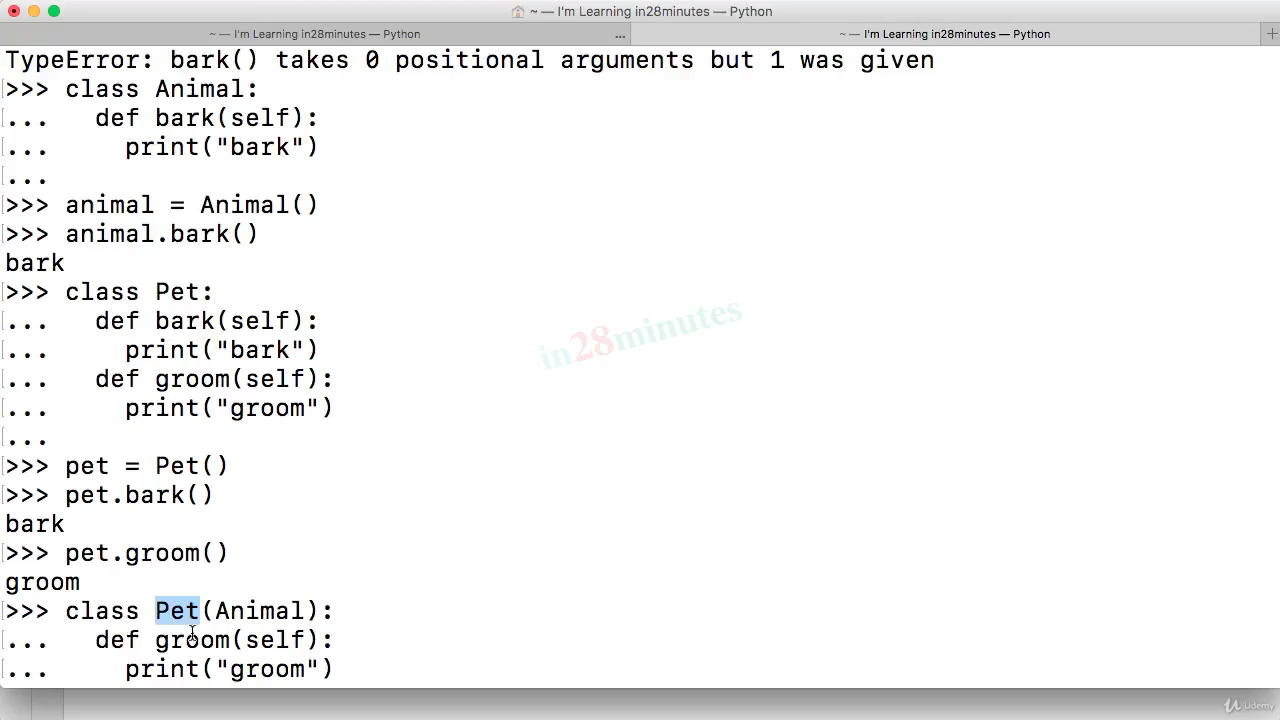 ~ — I'm Learning in28minutes — Python
~ — I'm Learning in28minutes — Python ...
~ — I'm Learning in28minutes — Python +
TypeError: bark() takes 0 positional arguments but 1 was given
>>> class Animal:
...   def bark(self):
...     print("bark")
...
>>> animal = Animal()
>>> animal.bark()
bark
>>> class Pet:
...   def bark(self):
...     print("bark")
...   def groom(self):
...     print("groom")
...
>>> pet = Pet()
>>> pet.bark()
bark
>>> pet.groom()
groom
>>> class Pet(Animal):
...   def groom(self):
...     print("groom")
in28minutes
Udemy